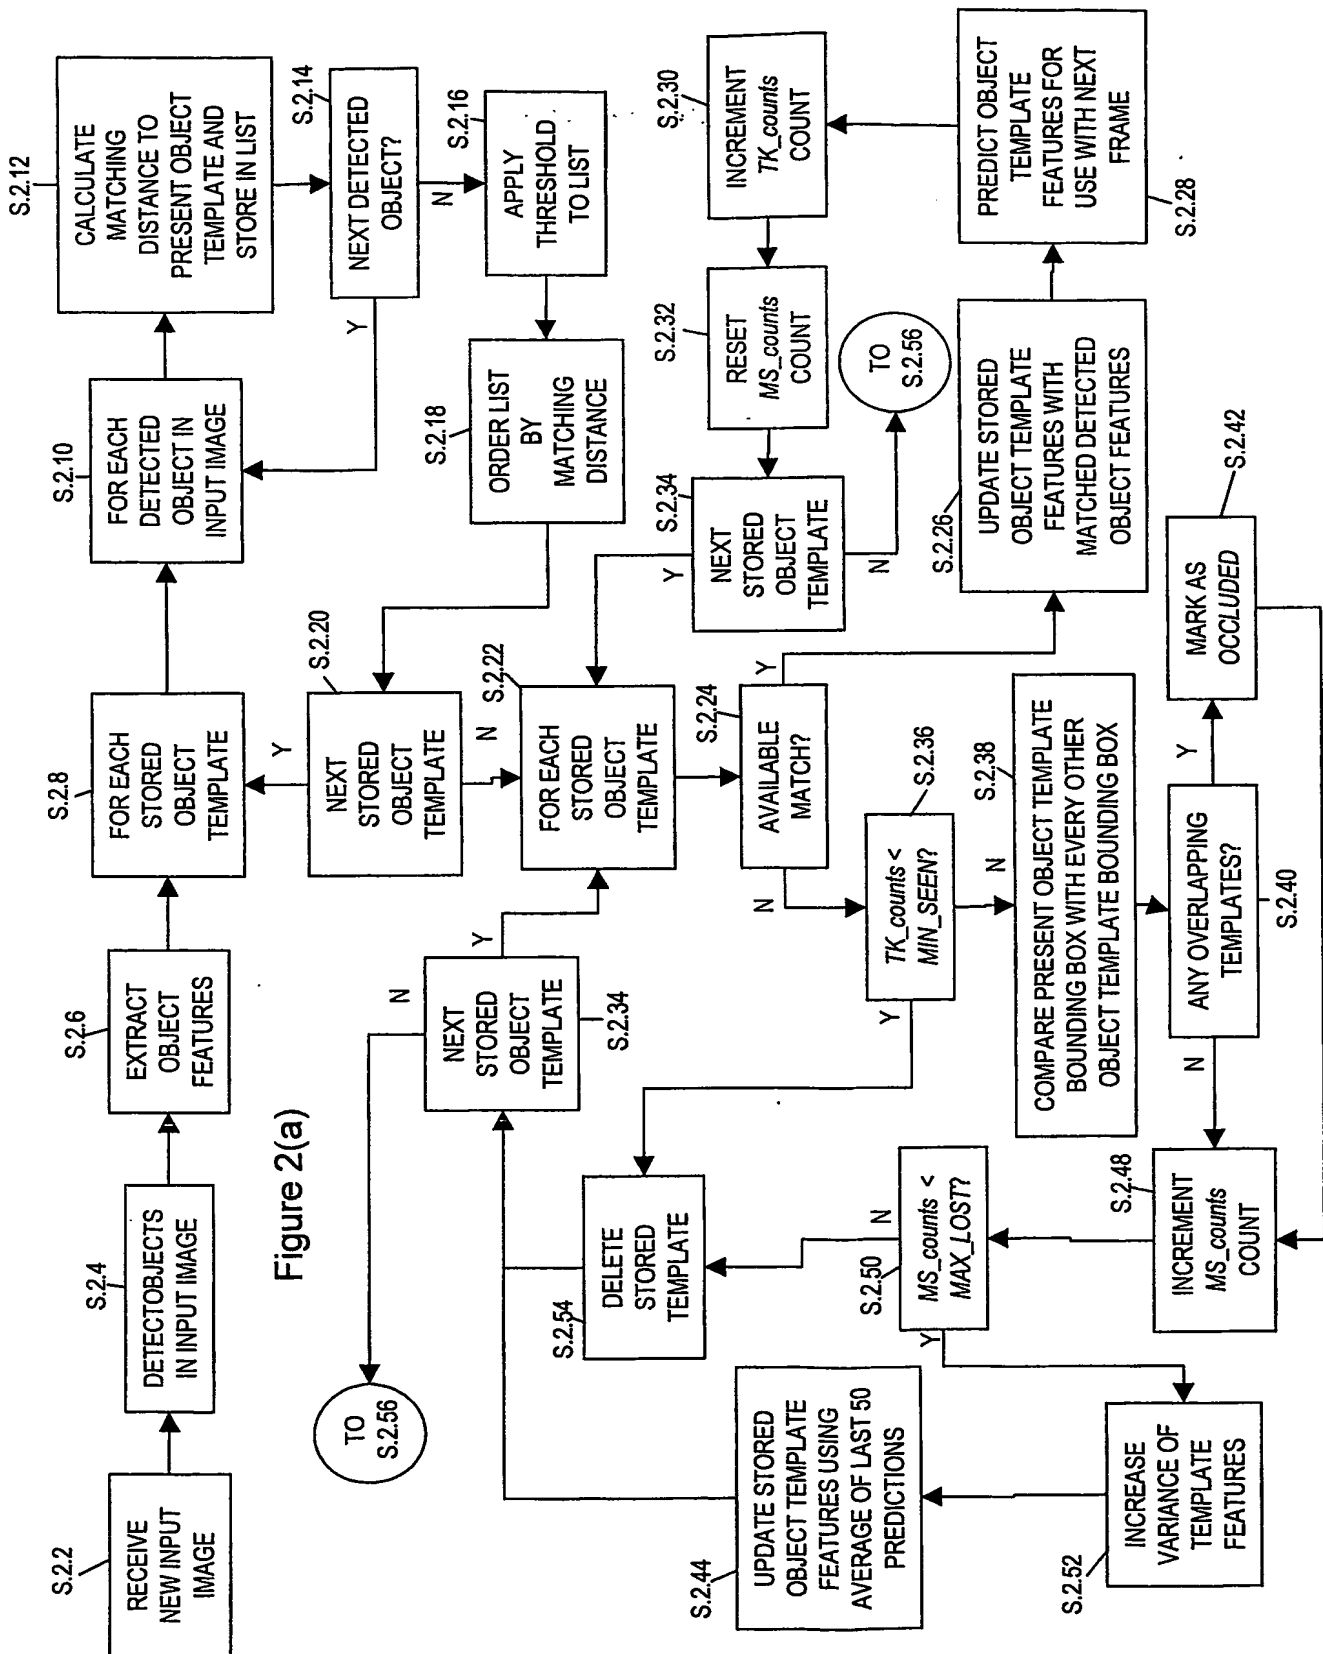 S.2.2
RECEIVE
NEW INPUT
IMAGE
S.2.4
DETECTOBJECTS
IN INPUT IMAGE
S.2.6
EXTRACT
OBJECT
FEATURES
S.2.8
FOR EACH
STORED
OBJECT
TEMPLATE
S.2.10
FOR EACH
DETECTED
OBJECT IN
INPUT IMAGE
S.2.12
CALCULATE
MATCHING
DISTANCE TO
PRESENT OBJECT
TEMPLATE AND
STORE IN LIST
S.2.14
NEXT DETECTED
OBJECT?
Y
N
S.2.16
APPLY
THRESHOLD
TO LIST
S.2.18
ORDER LIST
BY
MATCHING
DISTANCE
S.2.20
NEXT
STORED
OBJECT
TEMPLATE
Y
N
S.2.22
FOR EACH
STORED
OBJECT
TEMPLATE
S.2.24
AVAILABLE
MATCH?
Y
N
S.2.26
UPDATE STORED
OBJECT TEMPLATE
FEATURES WITH
MATCHED DETECTED
OBJECT FEATURES
S.2.28
PREDICT OBJECT
TEMPLATE
FEATURES FOR
USE WITH NEXT
FRAME
S.2.30
INCREMENT
TK_counts
COUNT
S.2.32
RESET
MS_counts
COUNT
S.2.34
NEXT
STORED
OBJECT
TEMPLATE
Y
N
TO
S.2.56
S.2.36
TK_counts <
MIN_SEEN?
Y
N
S.2.38
COMPARE PRESENT OBJECT TEMPLATE
BOUNDING BOX WITH EVERY OTHER
OBJECT TEMPLATE BOUNDING BOX
S.2.40
ANY OVERLAPPING
TEMPLATES?
Y
N
S.2.42
MARK AS
OCCLUDED
S.2.48
INCREMENT
MS_counts
COUNT
S.2.50
MS_counts <
MAX_LOST?
Y
N
S.2.52
INCREASE
VARIANCE OF
TEMPLATE
FEATURES
S.2.44
UPDATE STORED
OBJECT TEMPLATE
FEATURES USING
AVERAGE OF LAST 50
PREDICTIONS
S.2.54
DELETE
STORED
TEMPLATE
S.2.34
NEXT
STORED
OBJECT
TEMPLATE
Y
N
TO
S.2.56
Figure 2(a)